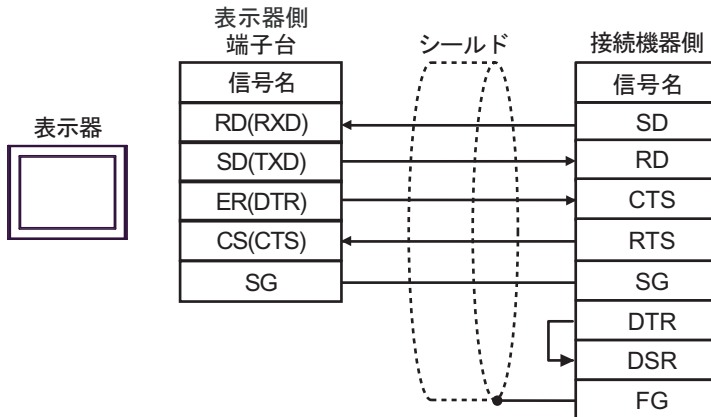 表示器
表示器側
端子台
信号名
RD(RXD)
SD(TXD)
ER(DTR)
CS(CTS)
SG
シールド
接続機器側
信号名
SD
RD
CTS
RTS
SG
DTR
DSR
FG